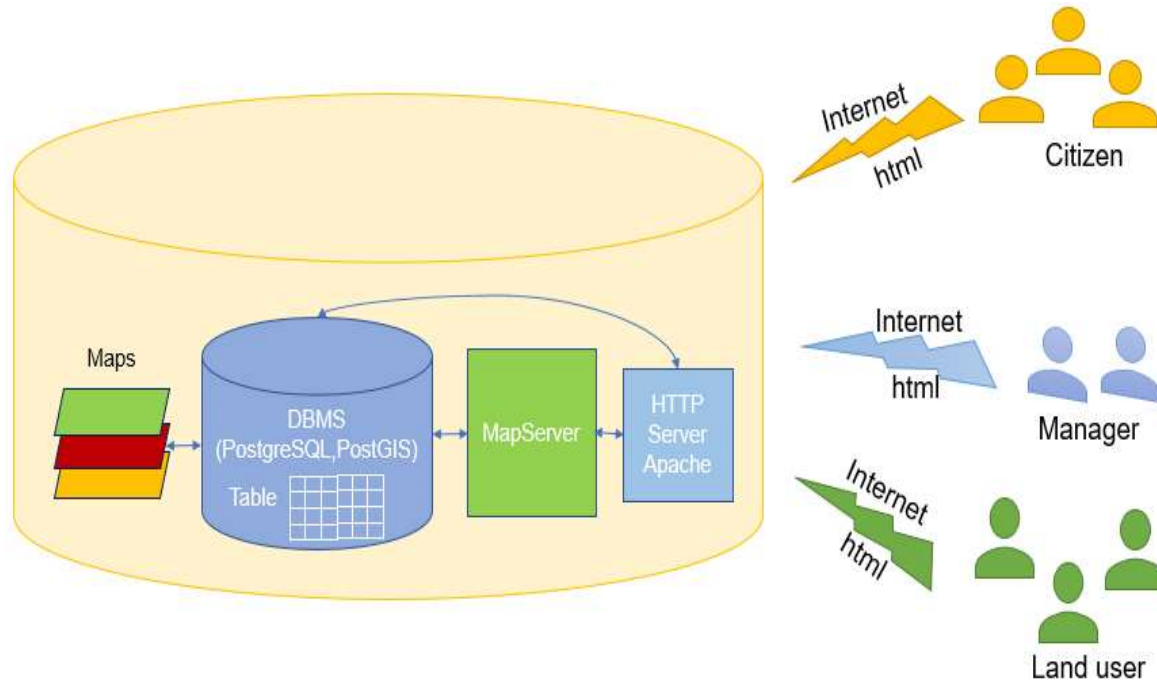 Internet
html
Citizen
Maps
DBMS
(PostgreSQL,PostGIS)
Table
MapServer
HTTP
Server
Apache
Internet
html
Manager
Internet
html
Land user